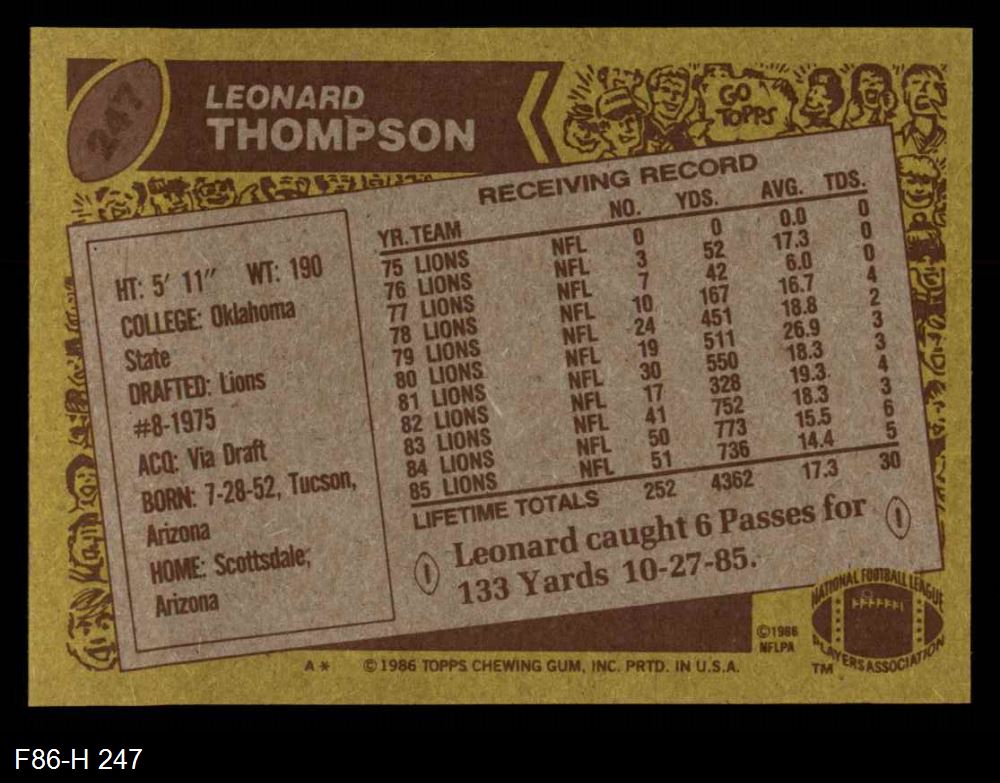 247
LEONARD
THOMPSON
GO
TOPPS
HT: 5′ 11″ WT: 190
COLLEGE: Oklahoma
State
DRAFTED: Lions
#8-1975
ACQ: Via Draft
BORN: 7-28-52, Tucson,
Arizona
HOME: Scottsdale,
Arizona
RECEIVING RECORD
YR. TEAM NO. YDS. AVG. TDS.
75 LIONS NFL 0 0 0.0 0
76 LIONS NFL 3 52 17.3 0
77 LIONS NFL 7 42 6.0 0
78 LIONS NFL 10 167 16.7 4
79 LIONS NFL 24 451 18.8 2
80 LIONS NFL 19 511 26.9 3
81 LIONS NFL 30 550 18.3 3
82 LIONS NFL 17 328 19.3 4
83 LIONS NFL 41 752 18.3 3
84 LIONS NFL 50 773 15.5 6
85 LIONS NFL 51 736 14.4 5
LIFETIME TOTALS 252 4362 17.3 30
Leonard caught 6 Passes for
133 Yards 10-27-85.
©1986
NFLPA
NATIONAL FOOTBALL LEAGUE
PLAYERS ASSOCIATION
TM
A* ©1986 TOPPS CHEWING GUM, INC. PRTD. IN U.S.A.
F86-H 247